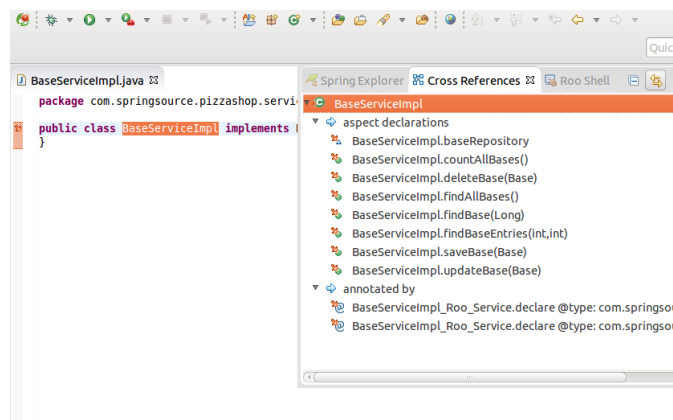 Quic
BaseServiceImpl.java
Spring Explorer
Cross References
Roo Shell
package com.springsource.pizzashop.servi
public class BaseServiceImpl implements
}
BaseServiceImpl
aspect declarations
BaseServiceImpl.baseRepository
BaseServiceImpl.countAllBases()
BaseServiceImpl.deleteBase(Base)
BaseServiceImpl.findAllBases()
BaseServiceImpl.findBase(Long)
BaseServiceImpl.findBaseEntries(int,int)
BaseServiceImpl.saveBase(Base)
BaseServiceImpl.updateBase(Base)
annotated by
BaseServiceImpl_Roo_Service.declare @type: com.springsou
BaseServiceImpl_Roo_Service.declare @type: com.springsou